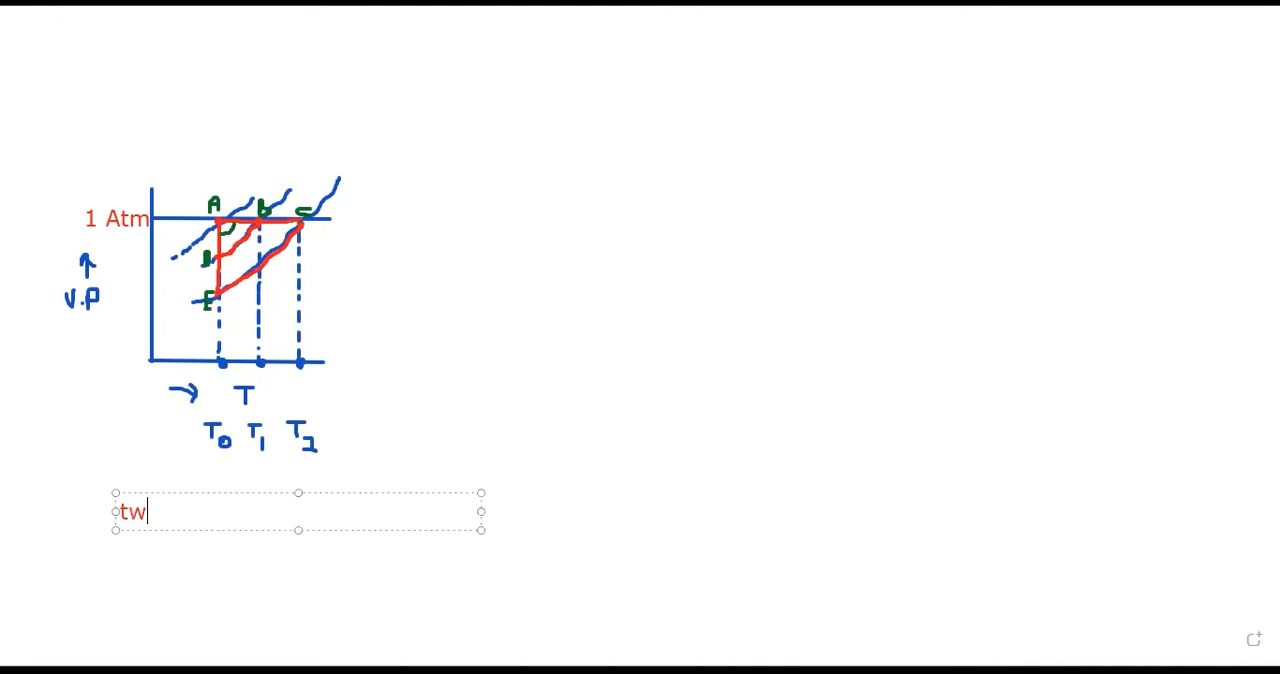 A B C
1 Atm
D
↑
V.P
E
→ T
T0 T1 T2
tw